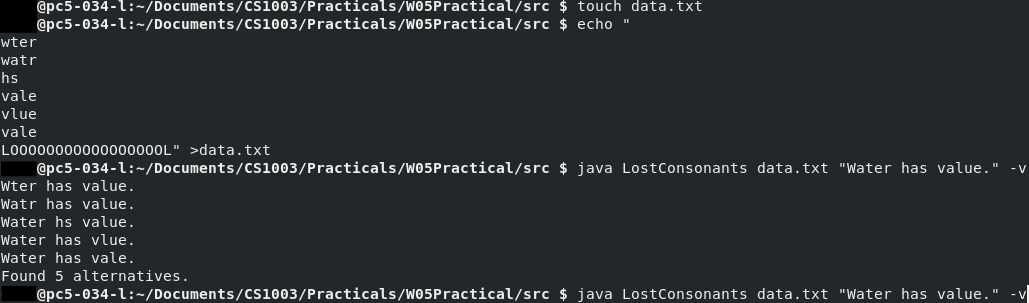 @pc5-034-l:~/Documents/CS1003/Practicals/W05Practical/src $ touch data.txt
@pc5-034-l:~/Documents/CS1003/Practicals/W05Practical/src $ echo "
wter
watr
hs
vale
vlue
vale
LOOOOOOOOOOOOOOOOL" >data.txt
@pc5-034-l:~/Documents/CS1003/Practicals/W05Practical/src $ java LostConsonants data.txt "Water has value." -v
Wter has value.
Watr has value.
Water hs value.
Water has vlue.
Water has vale.
Found 5 alternatives.
@pc5-034-l:~/Documents/CS1003/Practicals/W05Practical/src $ java LostConsonants data.txt "Water has value." -v